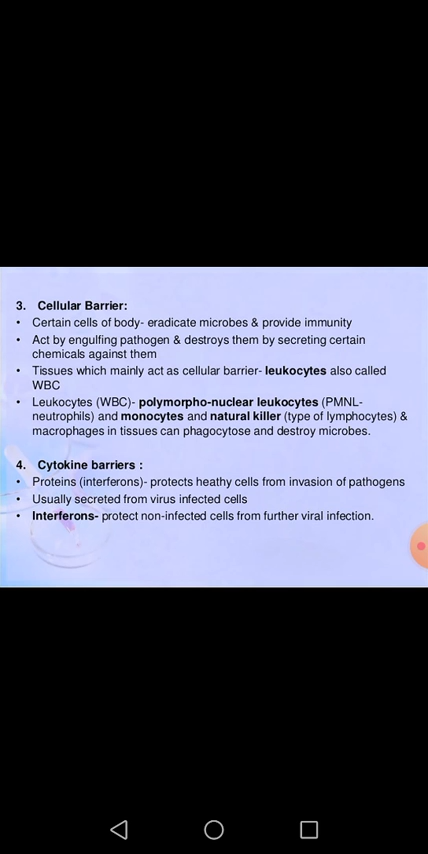 3. Cellular Barrier:
• Certain cells of body- eradicate microbes & provide immunity
• Act by engulfing pathogen & destroys them by secreting certain
chemicals against them
• Tissues which mainly act as cellular barrier- leukocytes also called
WBC
• Leukocytes (WBC)- polymorpho-nuclear leukocytes (PMNL-
neutrophils) and monocytes and natural killer (type of lymphocytes) &
macrophages in tissues can phagocytose and destroy microbes.
4. Cytokine barriers :
• Proteins (interferons)- protects heathy cells from invasion of pathogens
• Usually secreted from virus infected cells
• Interferons- protect non-infected cells from further viral infection.